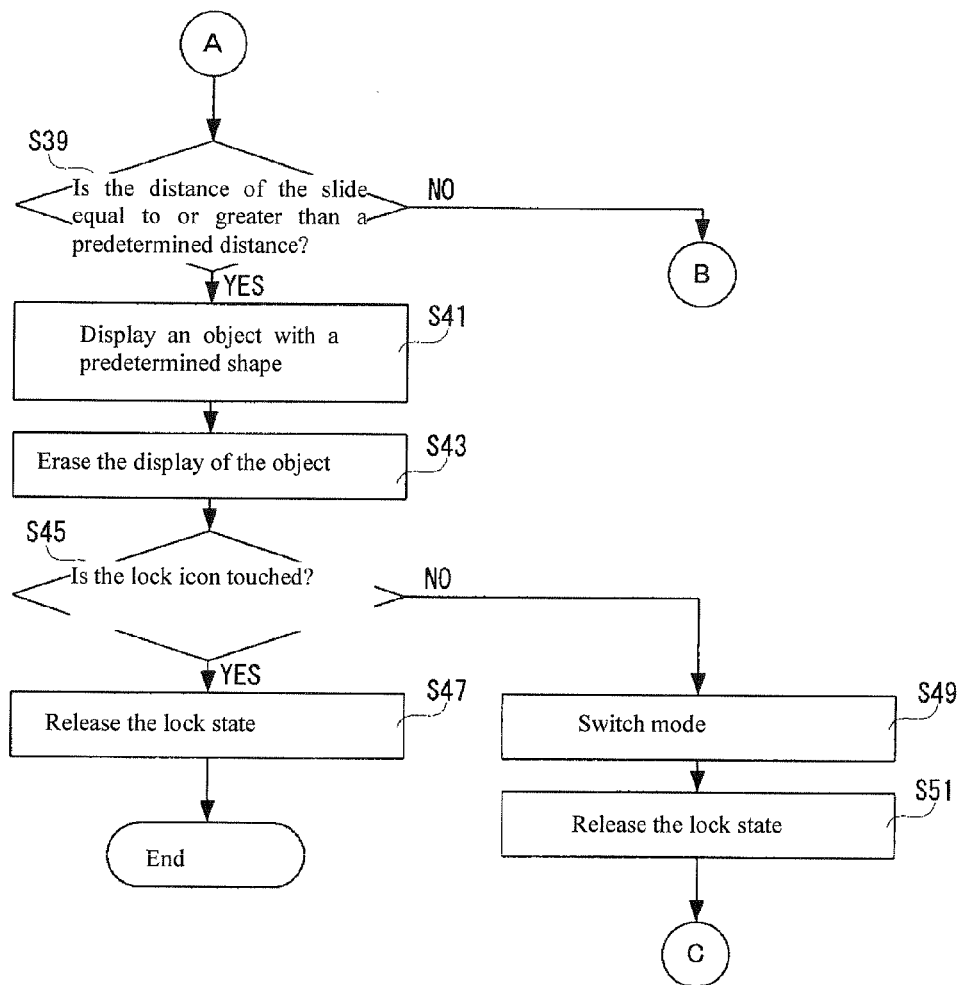 A
S39
Is the distance of the slide
equal to or greater than a
predetermined distance?
NO
B
YES
S41
Display an object with a
predetermined shape
S43
Erase the display of the object
S45
Is the lock icon touched?
NO
YES
S47
Release the lock state
S49
Switch mode
S51
Release the lock state
End
C